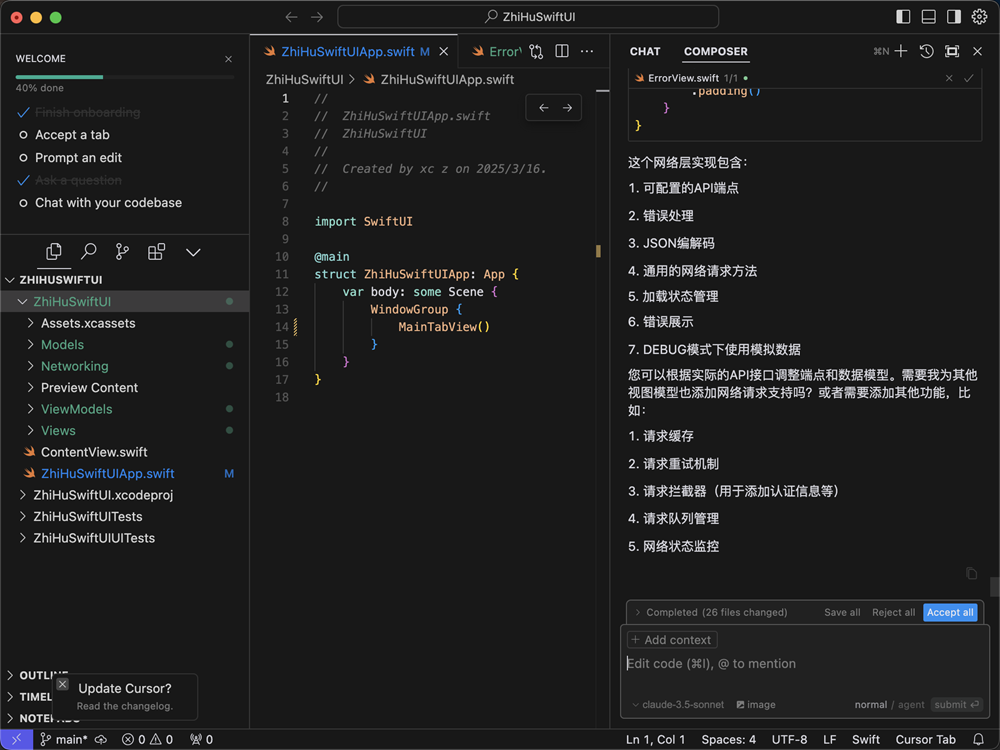 ZhiHuSwiftUI
WELCOME
40% done
Finish onboarding
Accept a tab
Prompt an edit
Ask a question
Chat with your codebase
ZHIHUSWIFTUI
ZhiHuSwiftUI
Assets.xcassets
Models
Networking
Preview Content
ViewModels
Views
ContentView.swift
ZhiHuSwiftUIApp.swift M
ZhiHuSwiftUI.xcodeproj
ZhiHuSwiftUITests
ZhiHuSwiftUIUITests
OUTLINE
TIMEL
NOTEPADS
Update Cursor?
Read the changelog.
ZhiHuSwiftUIApp.swift M
Error
ZhiHuSwiftUI > ZhiHuSwiftUIApp.swift
1 //
2 //  ZhiHuSwiftUIApp.swift
3 //  ZhiHuSwiftUI
4 //
5 //  Created by xc z on 2025/3/16.
6 //
7
8 import SwiftUI
9
10 @main
11 struct ZhiHuSwiftUIApp: App {
12     var body: some Scene {
13         WindowGroup {
14             MainTabView()
15         }
16     }
17 }
18
CHAT COMPOSER ⌘N
ErrorView.swift 1/1
.padding()
}
}
这个网络层实现包含：
1. 可配置的API端点
2. 错误处理
3. JSON编解码
4. 通用的网络请求方法
5. 加载状态管理
6. 错误展示
7. DEBUG模式下使用模拟数据
您可以根据实际的API接口调整端点和数据模型。需要我为其他
视图模型也添加网络请求支持吗？或者需要添加其他功能，比
如：
1. 请求缓存
2. 请求重试机制
3. 请求拦截器（用于添加认证信息等）
4. 请求队列管理
5. 网络状态监控
Completed (26 files changed) Save all Reject all Accept all
+ Add context
Edit code (⌘I), @ to mention
claude-3.5-sonnet image normal / agent submit
main* 0 0 0 Ln 1, Col 1 Spaces: 4 UTF-8 LF Swift Cursor Tab